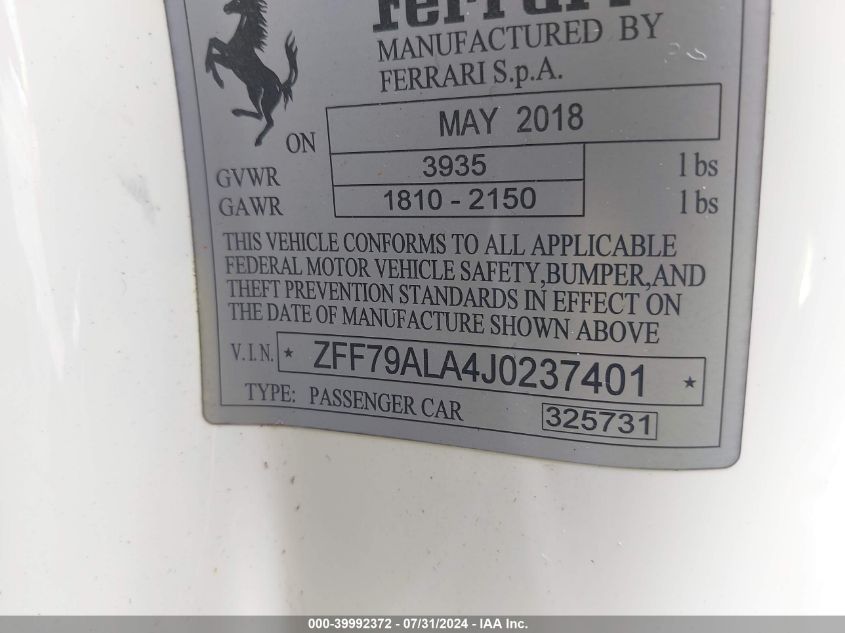 Ferrari
MANUFACTURED BY
FERRARI S.p.A.
ON MAY 2018
GVWR 3935 lbs
GAWR 1810 - 2150 lbs
THIS VEHICLE CONFORMS TO ALL APPLICABLE
FEDERAL MOTOR VEHICLE SAFETY,BUMPER,AND
THEFT PREVENTION STANDARDS IN EFFECT ON
THE DATE OF MANUFACTURE SHOWN ABOVE
V.I.N. * ZFF79ALA4J0237401 *
TYPE: PASSENGER CAR 325731
000-39992372 - 07/31/2024 - IAA Inc.